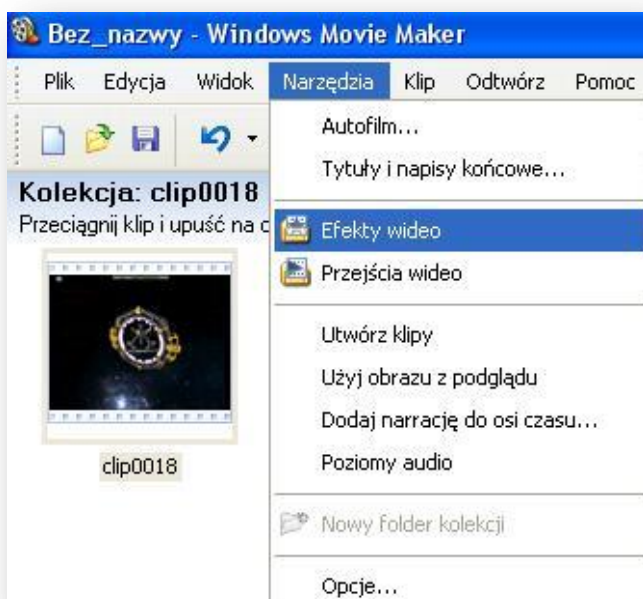 Bez_nazwy - Windows Movie Maker
Plik Edycja Widok Narzędzia Klip Odtwórz Pomoc
Autofilm...
Tytuły i napisy końcowe...
Kolekcja: clip0018
Przeciągnij klip i upuść na
Efekty wideo
Przejścia wideo
Utwórz klipy
Użyj obrazu z podglądu
Dodaj narrację do osi czasu...
clip0018
Poziomy audio
Nowy folder kolekcji
Opcje...